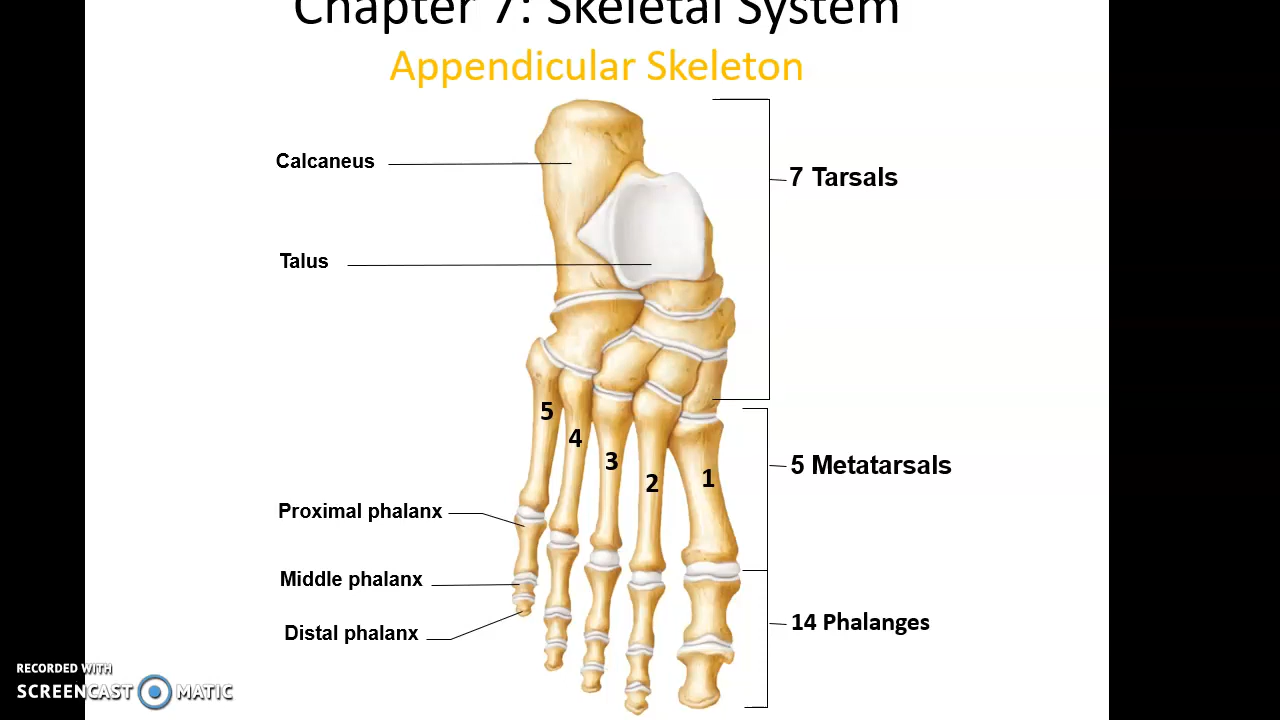 Chapter 7: Skeletal System
Appendicular Skeleton
Calcaneus
7 Tarsals
Talus
5
4
3
2
1
5 Metatarsals
Proximal phalanx
Middle phalanx
14 Phalanges
Distal phalanx
RECORDED WITH
SCREENCAST MATIC